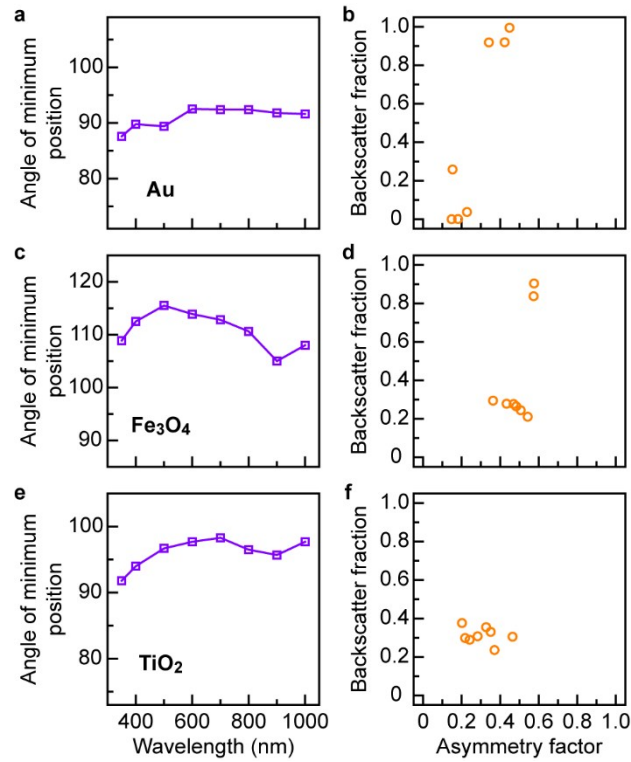 a
Angle of minimum
position
100
90
80
Au
b
Backscatter fraction
1.0
0.8
0.6
0.4
0.2
0
c
Angle of minimum
position
120
110
100
90
Fe₃O₄
d
Backscatter fraction
1.0
0.8
0.6
0.4
0.2
0
e
Angle of minimum
position
100
90
80
TiO₂
400 600 800 1000
Wavelength (nm)
f
Backscatter fraction
1.0
0.8
0.6
0.4
0.2
0
0 0.2 0.4 0.6 0.8 1.0
Asymmetry factor